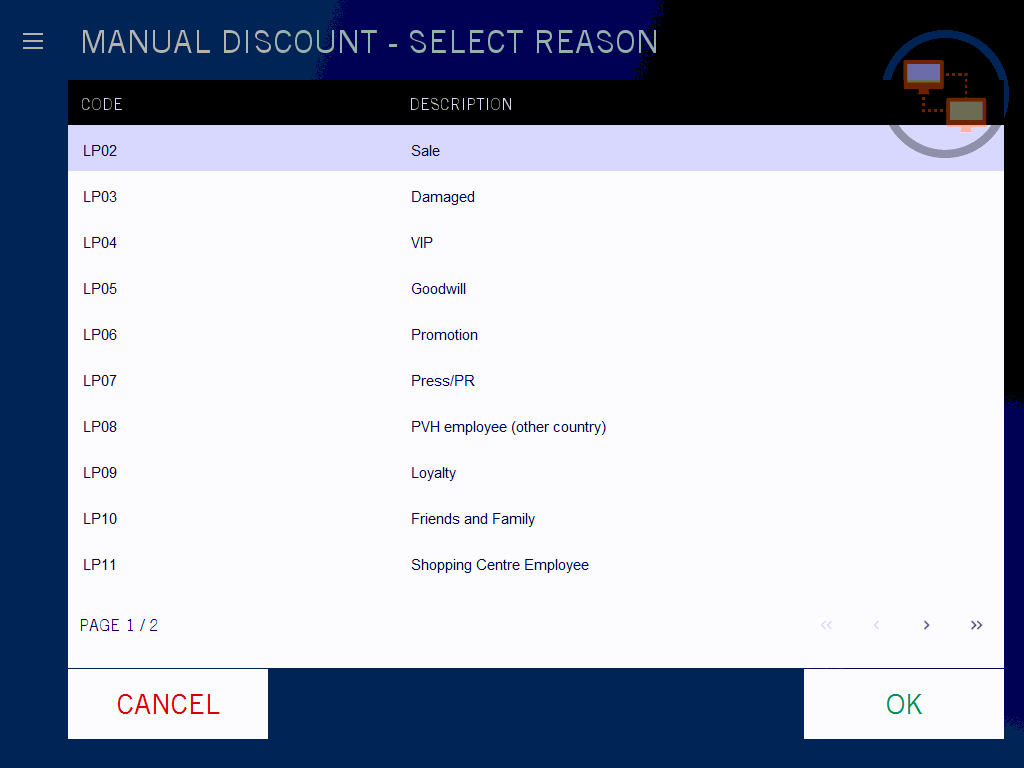 MANUAL DISCOUNT - SELECT REASON
CODE DESCRIPTION
LP02 Sale
LP03 Damaged
LP04 VIP
LP05 Goodwill
LP06 Promotion
LP07 Press/PR
LP08 PVH employee (other country)
LP09 Loyalty
LP10 Friends and Family
LP11 Shopping Centre Employee
PAGE 1 / 2
CANCEL OK